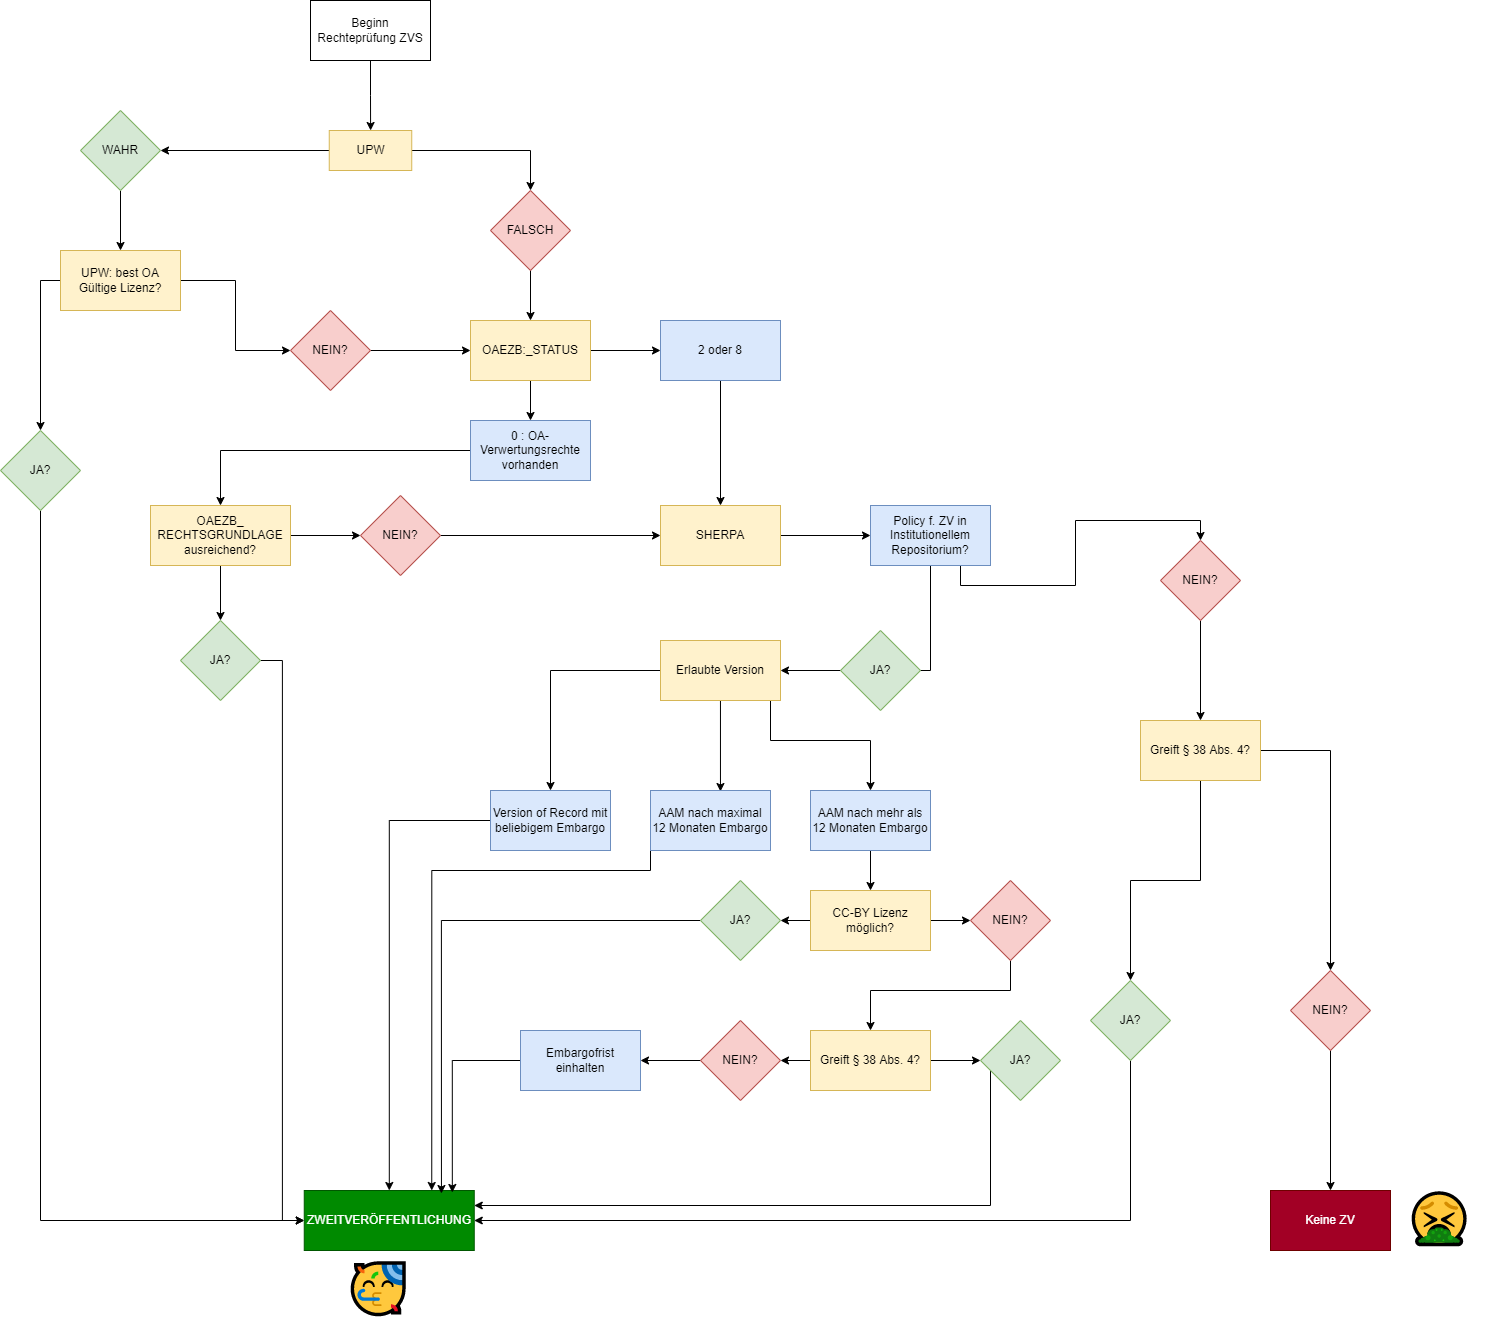 Beginn
Rechteprüfung ZVS
WAHR
UPW
FALSCH
UPW: best OA
Gültige Lizenz?
NEIN?
OAEZB:_STATUS
2 oder 8
JA?
0 : OA-
Verwertungsrechte
vorhanden
OAEZB_
RECHTSGRUNDLAGE
ausreichend?
NEIN?
SHERPA
Policy f. ZV in
Institutionellem
Repositorium?
NEIN?
JA?
Erlaubte Version
JA?
Greift § 38 Abs. 4?
Version of Record mit
beliebigem Embargo
AAM nach maximal
12 Monaten Embargo
AAM nach mehr als
12 Monaten Embargo
JA?
CC-BY Lizenz
möglich?
NEIN?
JA?
NEIN?
Embargofrist
einhalten
NEIN?
Greift § 38 Abs. 4?
JA?
ZWEITVERÖFFENTLICHUNG
Keine ZV